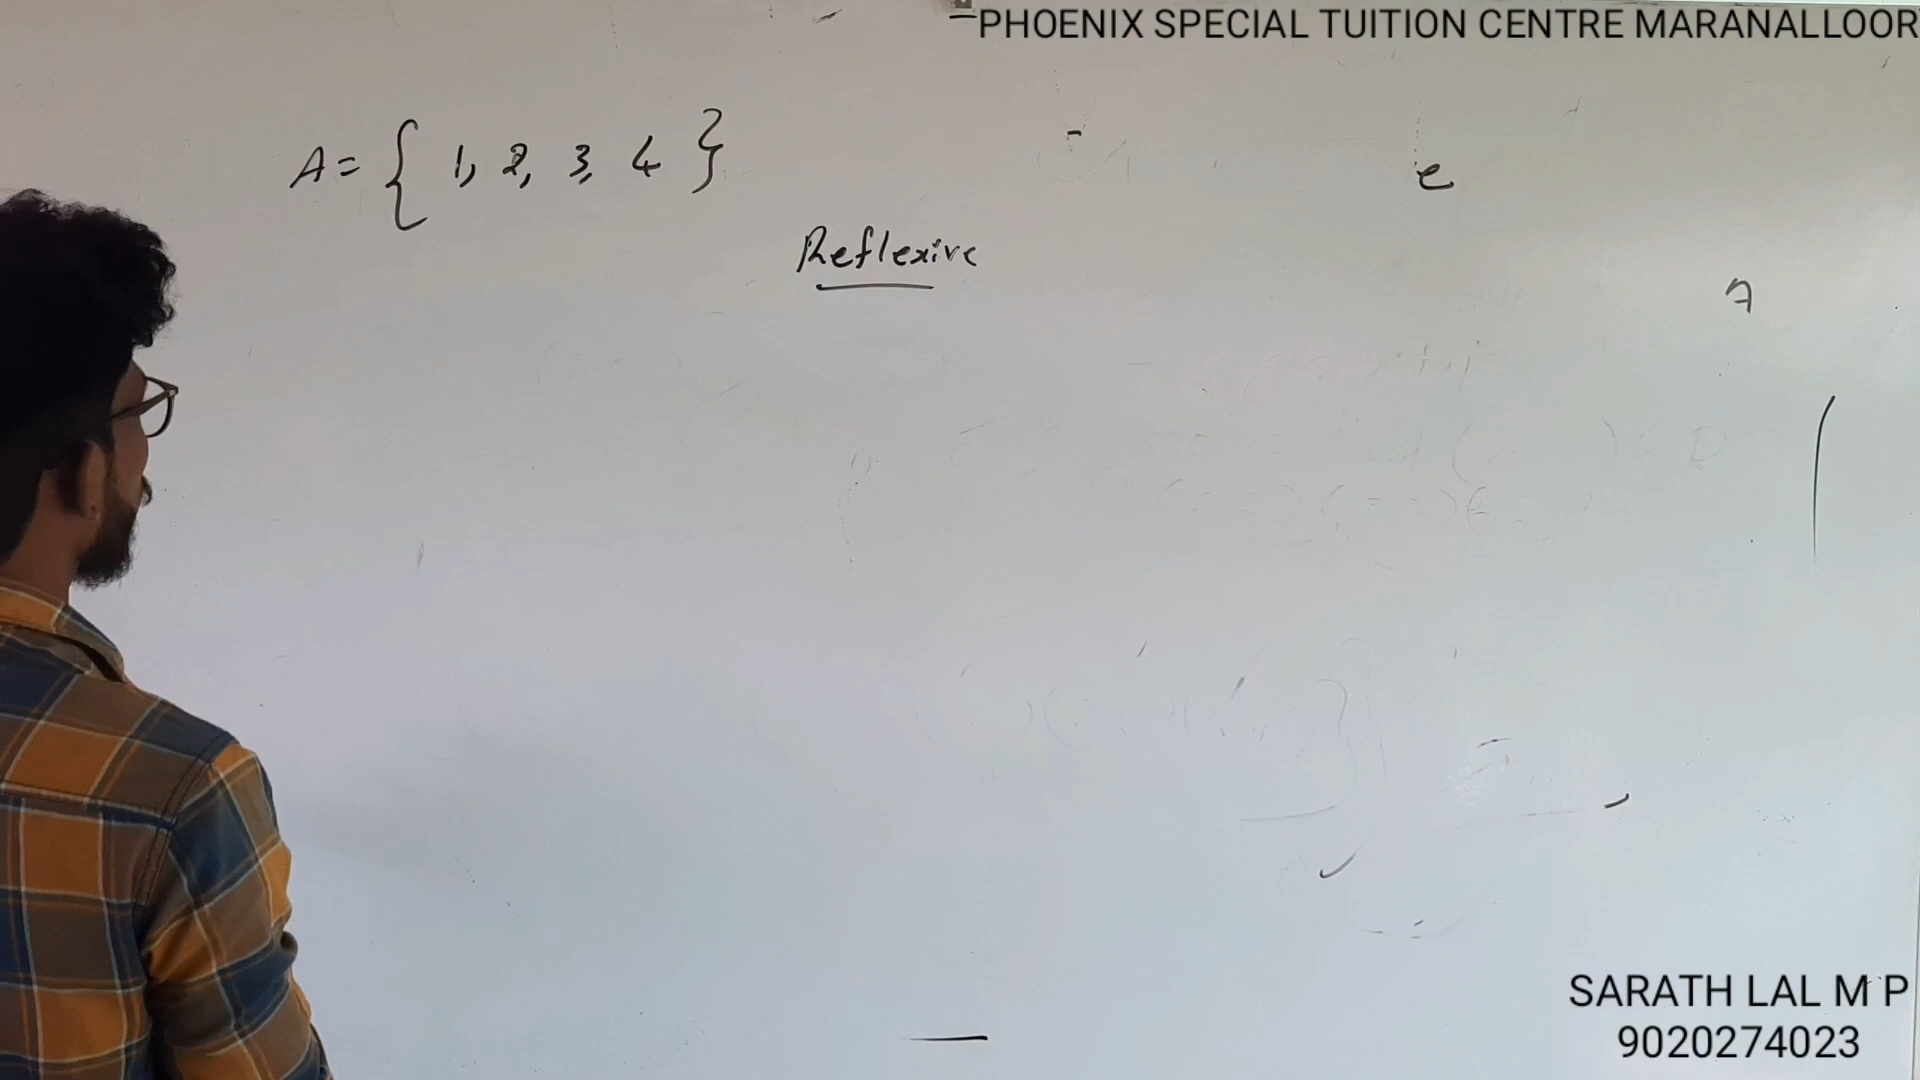 PHOENIX SPECIAL TUITION CENTRE MARANALLOOR
A = { 1, 2, 3, 4 }
Reflexive
SARATH LAL M P
9020274023